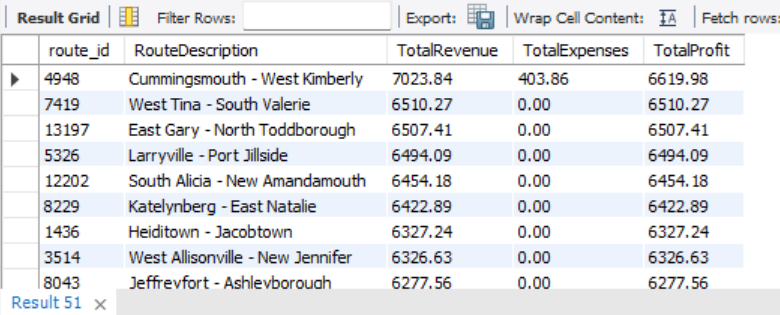 Result Grid Filter Rows: Export: Wrap Cell Content: IA Fetch rows:
route_id RouteDescription TotalRevenue TotalExpenses TotalProfit
4948 Cummingsmouth - West Kimberly 7023.84 403.86 6619.98
7419 West Tina - South Valerie 6510.27 0.00 6510.27
13197 East Gary - North Toddborough 6507.41 0.00 6507.41
5326 Larryville - Port Jillside 6494.09 0.00 6494.09
12202 South Alicia - New Amandamouth 6454.18 0.00 6454.18
8229 Katelynberg - East Natalie 6422.89 0.00 6422.89
1436 Heiditown - Jacobtown 6327.24 0.00 6327.24
3514 West Allisonville - New Jennifer 6326.63 0.00 6326.63
8043 Jeffreyfort - Ashleyborough 6277.56 0.00 6277.56
Result 51 ×